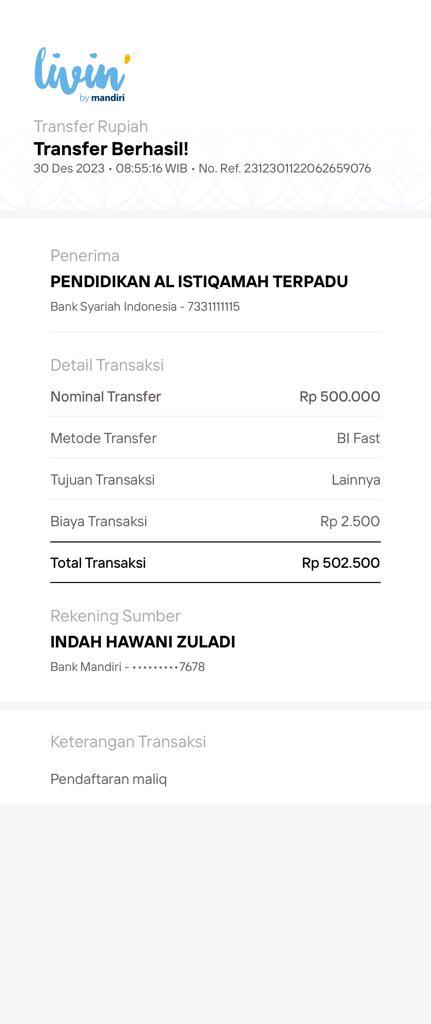 livin'
by mandiri
Transfer Rupiah
Transfer Berhasil!
30 Des 2023 • 08:55:16 WIB • No. Ref. 2312301122062659076
Penerima
PENDIDIKAN AL ISTIQAMAH TERPADU
Bank Syariah Indonesia - 7331111115
Detail Transaksi
Nominal Transfer Rp 500.000
Metode Transfer BI Fast
Tujuan Transaksi Lainnya
Biaya Transaksi Rp 2.500
Total Transaksi Rp 502.500
Rekening Sumber
INDAH HAWANI ZULADI
Bank Mandiri - •••••••••7678
Keterangan Transaksi
Pendaftaran maliq